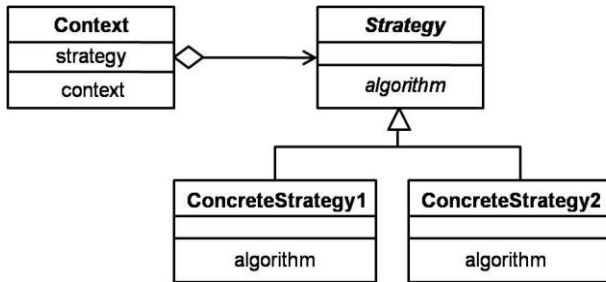 Context
strategy
context
Strategy
algorithm
ConcreteStrategy1
algorithm
ConcreteStrategy2
algorithm